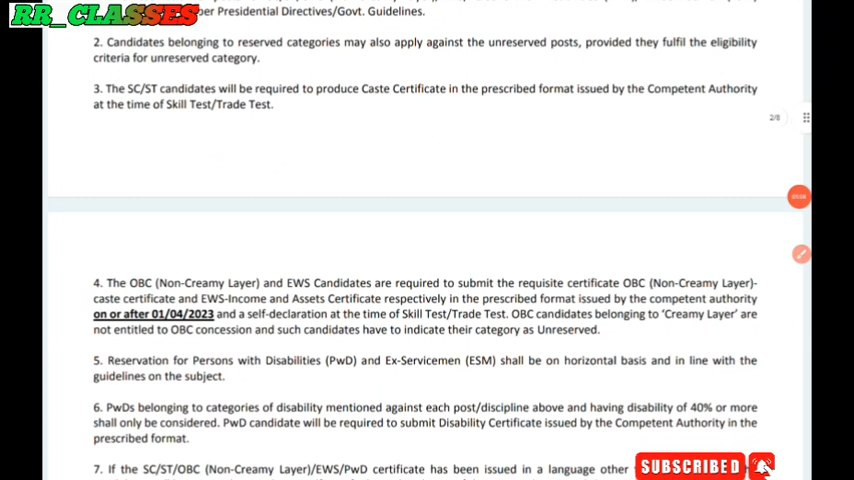 RR_CLASSES
per Presidential Directives/Govt. Guidelines.
2. Candidates belonging to reserved categories may also apply against the unreserved posts, provided they fulfil the eligibility
criteria for unreserved category.
3. The SC/ST candidates will be required to produce Caste Certificate in the prescribed format issued by the Competent Authority
at the time of Skill Test/Trade Test.
2/8
4. The OBC (Non-Creamy Layer) and EWS Candidates are required to submit the requisite certificate OBC (Non-Creamy Layer)-
caste certificate and EWS-Income and Assets Certificate respectively in the prescribed format issued by the competent authority
on or after 01/04/2023 and a self-declaration at the time of Skill Test/Trade Test. OBC candidates belonging to 'Creamy Layer' are
not entitled to OBC concession and such candidates have to indicate their category as Unreserved.
5. Reservation for Persons with Disabilities (PwD) and Ex-Servicemen (ESM) shall be on horizontal basis and in line with the
guidelines on the subject.
6. PwDs belonging to categories of disability mentioned against each post/discipline above and having disability of 40% or more
shall only be considered. PwD candidate will be required to submit Disability Certificate issued by the Competent Authority in the
prescribed format.
7. If the SC/ST/OBC (Non-Creamy Layer)/EWS/PwD certificate has been issued in a language other
SUBSCRIBED